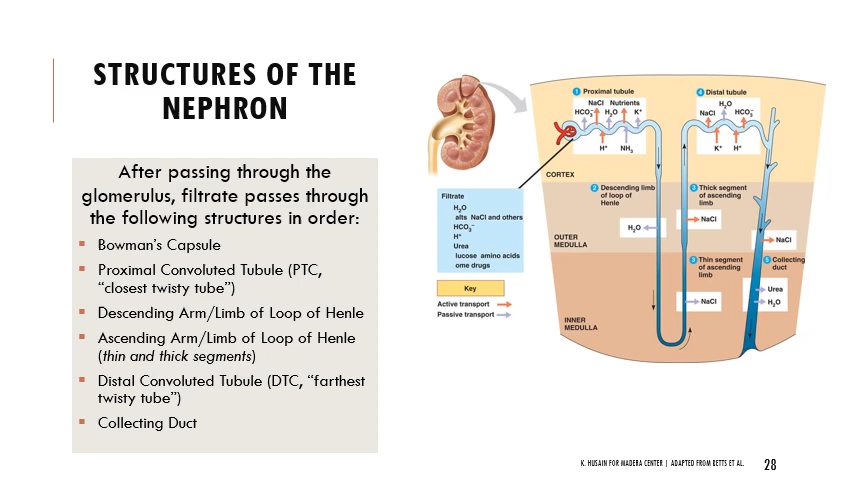 STRUCTURES OF THE
NEPHRON
After passing through the
glomerulus, filtrate passes through
the following structures in order:
▪ Bowman's Capsule
▪ Proximal Convoluted Tubule (PTC,
"closest twisty tube")
▪ Descending Arm/Limb of Loop of Henle
▪ Ascending Arm/Limb of Loop of Henle
(thin and thick segments)
▪ Distal Convoluted Tubule (DTC, "farthest
twisty tube")
▪ Collecting Duct
1 Proximal tubule
NaCl Nutrients
HCO₃⁻ H₂O K⁺
H⁺ NH₃
4 Distal tubule
H₂O
NaCl HCO₃⁻
K⁺ H⁺
CORTEX
2 Descending limb
of loop of
Henle
3 Thick segment
of ascending
limb
NaCl
H₂O
OUTER
MEDULLA
NaCl
3 Thin segment
of ascending
limb
5 Collecting
duct
Urea
NaCl
H₂O
INNER
MEDULLA
Filtrate
H₂O
alts NaCl and others
HCO₃⁻
H⁺
Urea
lucose amino acids
ome drugs
Key
Active transport
Passive transport
K. HUSAIN FOR MADERA CENTER | ADAPTED FROM BETTS ET AL.
28